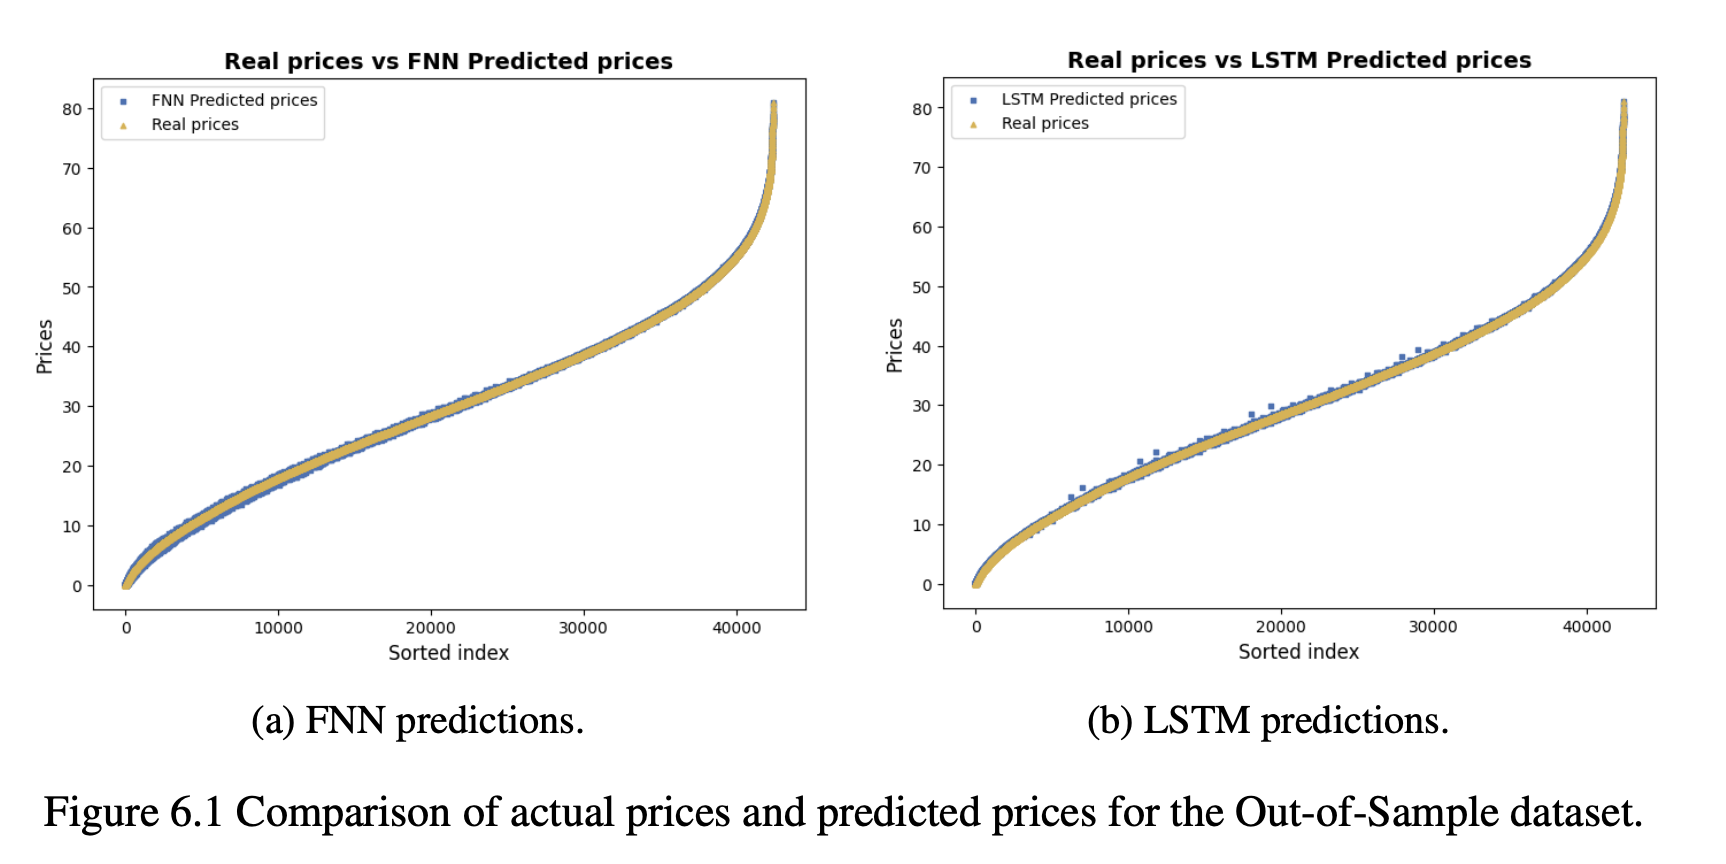 Real prices vs FNN Predicted prices
FNN Predicted prices
Real prices
Prices
80
70
60
50
40
30
20
10
0
0 10000 20000 30000 40000
Sorted index
(a) FNN predictions.
Real prices vs LSTM Predicted prices
LSTM Predicted prices
Real prices
Prices
80
70
60
50
40
30
20
10
0
0 10000 20000 30000 40000
Sorted index
(b) LSTM predictions.
Figure 6.1 Comparison of actual prices and predicted prices for the Out-of-Sample dataset.